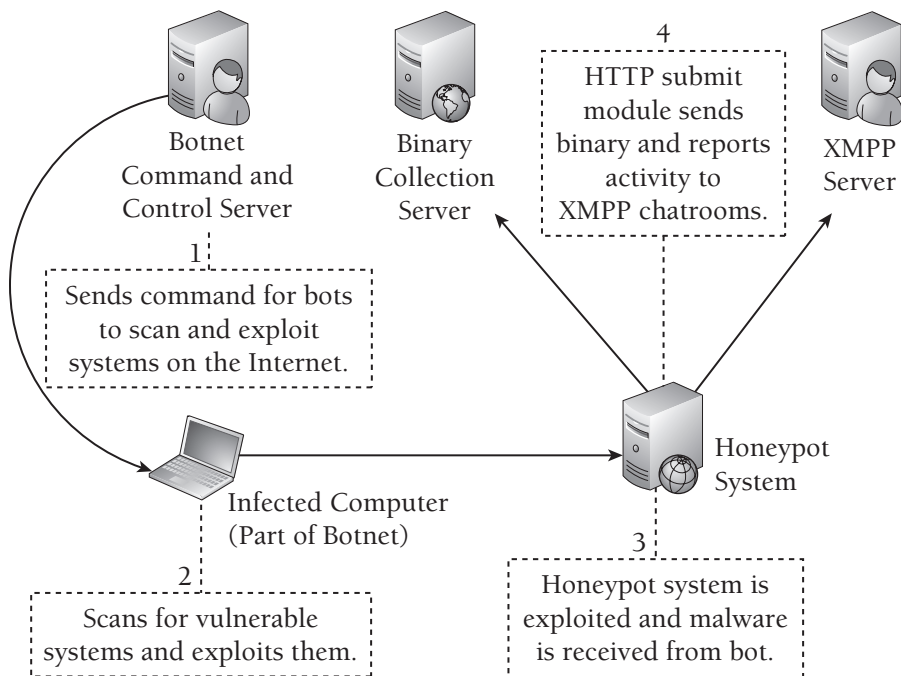 Botnet
Command and
Control Server
1
Sends command for bots
to scan and exploit
systems on the Internet.
Binary
Collection
Server
4
HTTP submit
module sends
binary and reports
activity to
XMPP chatrooms.
XMPP
Server
Infected Computer
(Part of Botnet)
2
Scans for vulnerable
systems and exploits them.
Honeypot
System
3
Honeypot system is
exploited and malware
is received from bot.